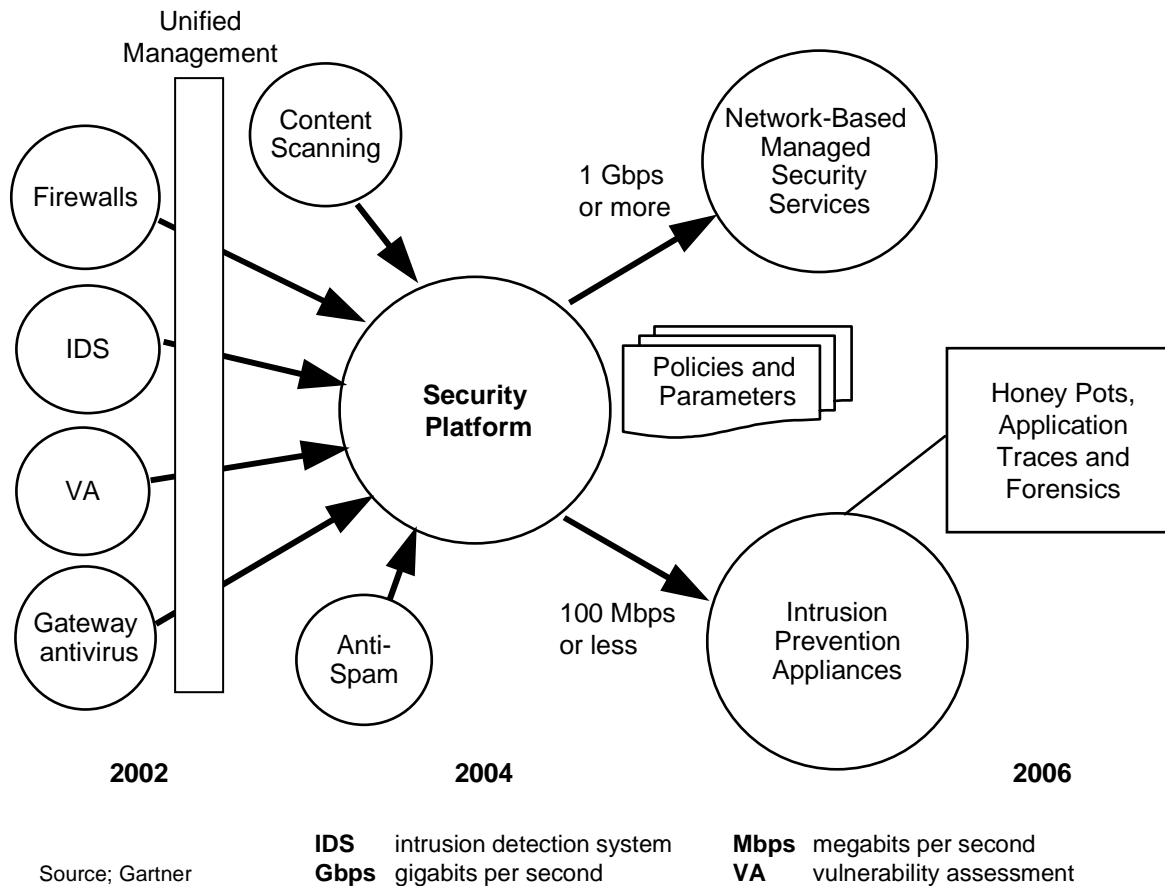 Unified
Management
Content
Scanning
Firewalls
IDS
VA
Gateway
antivirus
Anti-
Spam
Security
Platform
1 Gbps
or more
Network-Based
Managed
Security
Services
Policies and
Parameters
Honey Pots,
Application
Traces and
Forensics
100 Mbps
or less
Intrusion
Prevention
Appliances
2002
2004
2006
IDS intrusion detection system
Mbps megabits per second
Source; Gartner
Gbps gigabits per second
VA vulnerability assessment